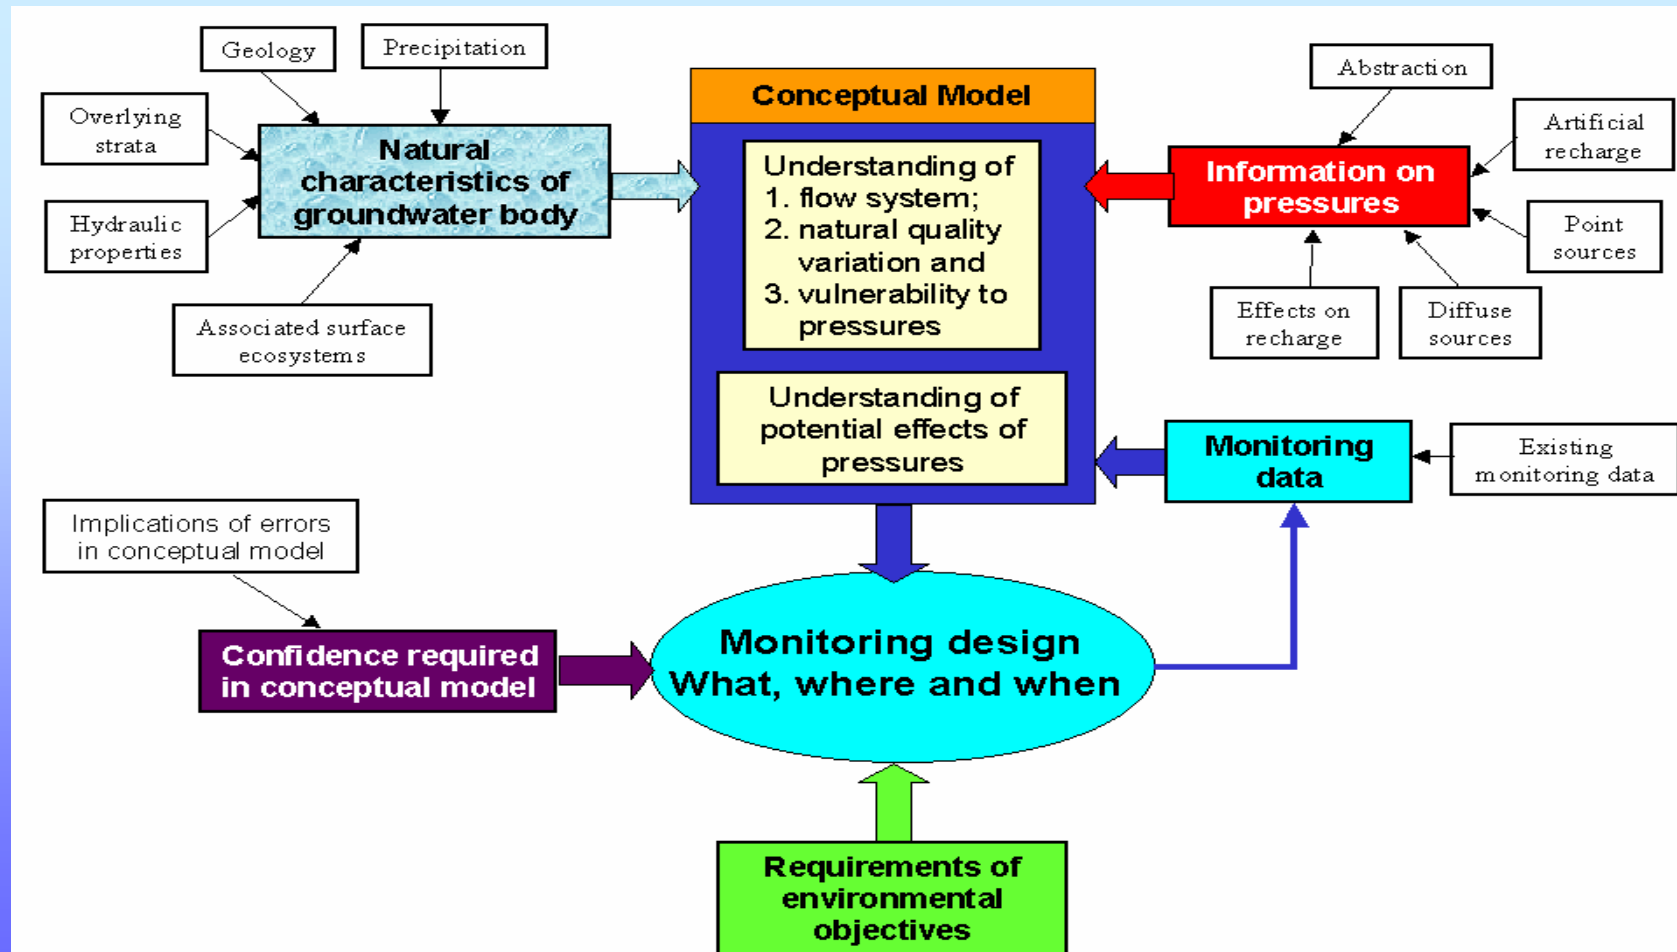 Geology
Precipitation
Overlying
strata
Natural
characteristics of
groundwater body
Hydraulic
properties
Associated surface
ecosystems
Conceptual Model
Understanding of
1. flow system;
2. natural quality
variation and
3. vulnerability to
pressures
Understanding of
potential effects of
pressures
Abstraction
Artificial
recharge
Information on
pressures
Point
sources
Effects on
recharge
Diffuse
sources
Monitoring
data
Existing
monitoring data
Implications of errors
in conceptual model
Confidence required
in conceptual model
Monitoring design
What, where and when
Requirements of
environmental
objectives